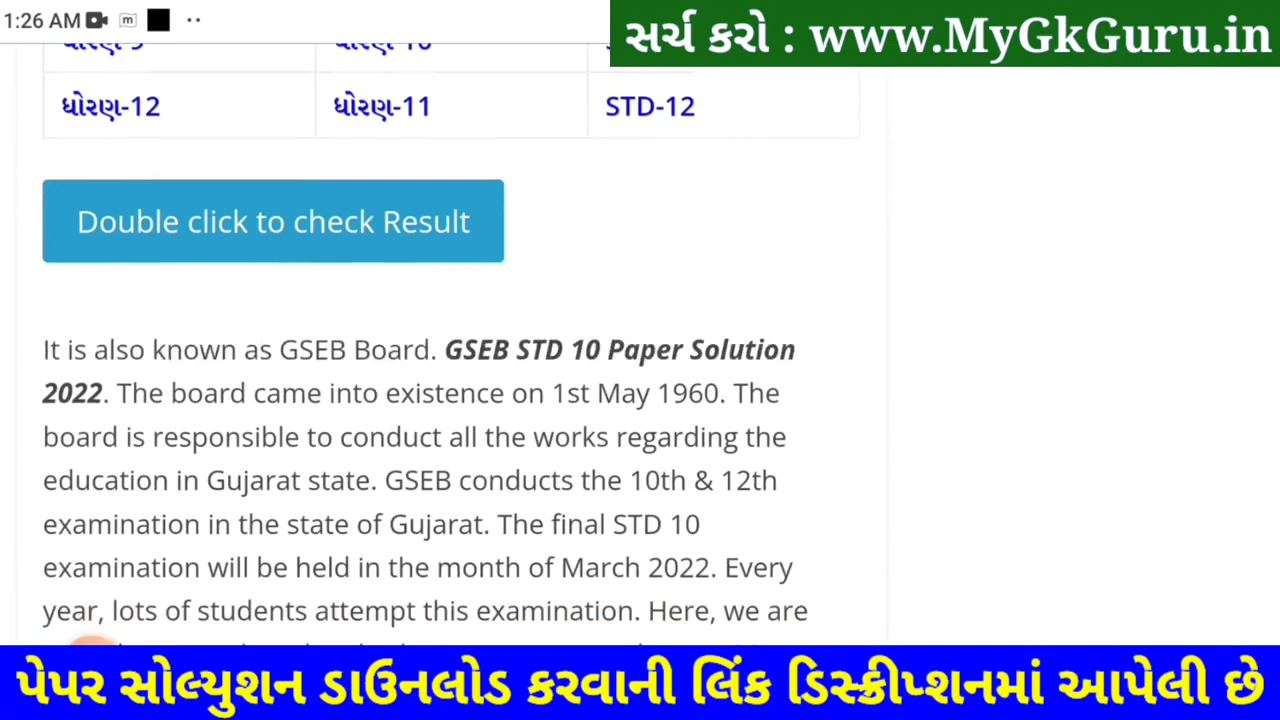 1:26 AM
સર્ચ કરો : www.MyGkGuru.in
ધોરણ-12 ધોરણ-11 STD-12
Double click to check Result
It is also known as GSEB Board. GSEB STD 10 Paper Solution
2022. The board came into existence on 1st May 1960. The
board is responsible to conduct all the works regarding the
education in Gujarat state. GSEB conducts the 10th & 12th
examination in the state of Gujarat. The final STD 10
examination will be held in the month of March 2022. Every
year, lots of students attempt this examination. Here, we are
પેપર સોલ્યુશન ડાઉનલોડ કરવાની લિંક ડિસ્ક્રીપ્શનમાં આપેલી છે